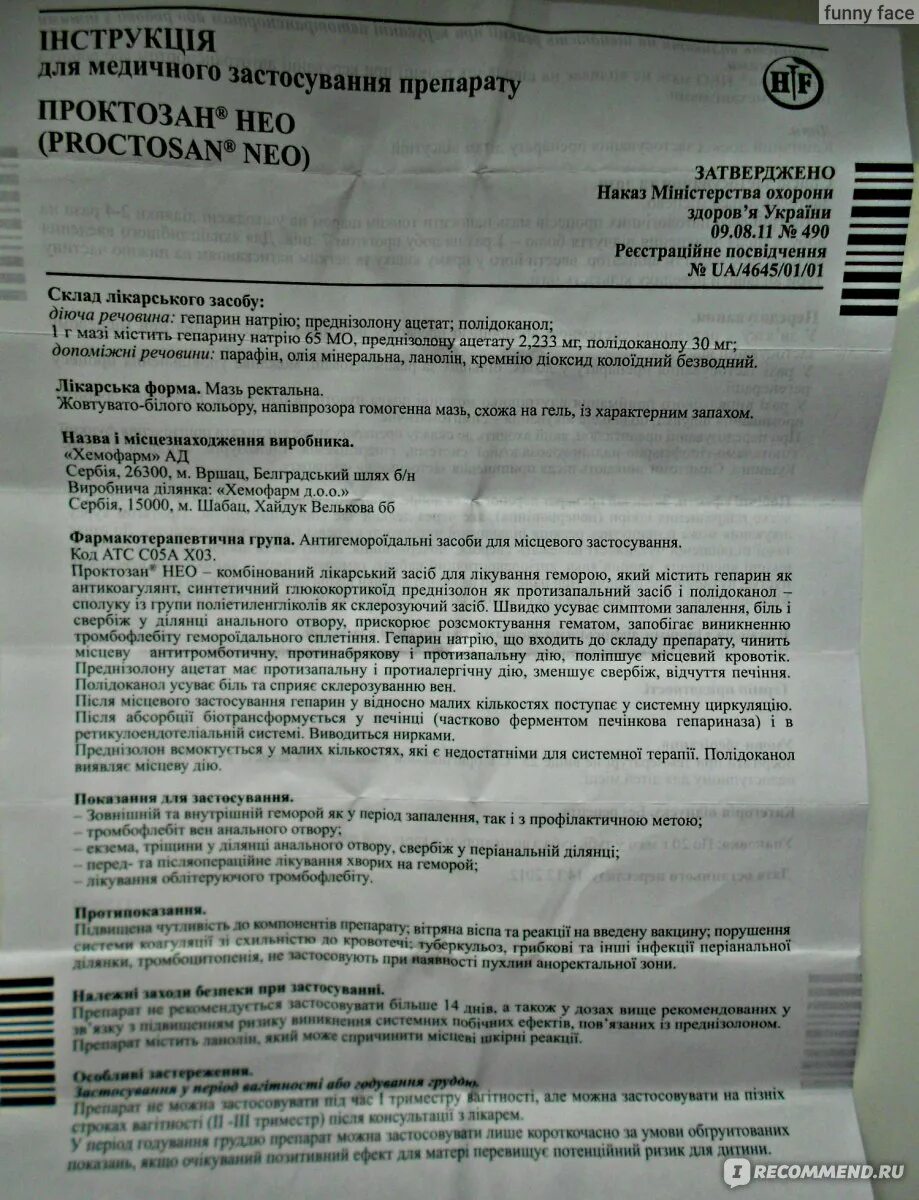 funny face
ІНСТРУКЦІЯ
для медичного застосування препарату
ПРОКТОЗАН® НЕО
(PROCTOSAN® NEO)
HF
ЗАТВЕРДЖЕНО
Наказ Міністерства охорони
здоров'я України
09.08.11 № 490
Реєстраційне посвідчення
№ UA/4645/01/01
Склад лікарського засобу:
діюча речовина: гепарин натрію; преднізолону ацетат; полідоканол;
1 г мазі містить гепарину натрію 65 МО, преднізолону ацетату 2,233 мг, полідоканолу 30 мг;
допоміжні речовини: парафін, олія мінеральна, ланолін, кремнію діоксид колоїдний безводний.
Лікарська форма. Мазь ректальна.
Жовтувато-білого кольору, напівпрозора гомогенна мазь, схожа на гель, із характерним запахом.
Назва і місцезнаходження виробника.
«Хемофарм» АД
Сербія, 26300, м. Вршац, Белградський шлях б/н
Виробнича ділянка: «Хемофарм д.о.о.»
Сербія, 15000, м. Шабац, Хайдук Велькова бб
Фармакотерапевтична група. Антигемороїдальні засоби для місцевого застосування.
Код АТС C05A X03.
Проктозан® НЕО – комбінований лікарський засіб для лікування геморою, який містить гепарин як
антикоагулянт, синтетичний глюкокортикоїд преднізолон як протизапальний засіб і полідоканол –
сполуку із групи поліетиленгліколів як склерозуючий засіб. Швидко усуває симптоми запалення, біль і
свербіж у ділянці анального отвору, прискорює розсмоктування гематом, запобігає виникненню
тромбофлебіту гемороїдального сплетіння. Гепарин натрію, що входить до складу препарату, чинить
місцеву антитромботичну, протинабрякову і протизапальну дію, поліпшує місцевий кровотік.
Преднізолону ацетат має протизапальну і протиалергічну дію, зменшує свербіж, відчуття печіння.
Полідоканол усуває біль та сприяє склерозуванню вен.
Після місцевого застосування гепарин у відносно малих кількостях поступає у системну циркуляцію.
Після абсорбції біотрансформується у печінці (частково ферментом печінкова гепариназа) і в
ретикулоендотеліальній системі. Виводиться нирками.
Преднізолон всмоктується у малих кількостях, які є недостатніми для системної терапії. Полідоканол
виявляє місцеву дію.
Показання для застосування.
– Зовнішній та внутрішній геморой як у період запалення, так і з профілактичною метою;
– тромбофлебіт вен анального отвору;
– екзема, тріщини у ділянці анального отвору, свербіж у періанальній ділянці;
– перед- та післяопераційне лікування хворих на геморой;
– лікування облітеруючого тромбофлебіту.
Протипоказання.
Підвищена чутливість до компонентів препарату; вітряна віспа та реакції на введену вакцину; порушення
системи коагуляції зі схильністю до кровотечі; туберкульоз, грибкові та інші інфекції періанальної
ділянки, тромбоцитопенія, не застосовують при наявності пухлин аноректальної зони.
Належні заходи безпеки при застосуванні.
Препарат не рекомендується застосовувати більше 14 днів, а також у дозах вище рекомендованих у
зв'язку з підвищенням ризику виникнення системних побічних ефектів, пов'язаних із преднізолоном.
Препарат містить ланолін, який може спричинити місцеві шкірні реакції.
Особливі застереження.
Застосування у період вагітності або годування груддю.
Препарат не можна застосовувати під час I триместру вагітності, але можна застосовувати на пізніх
строках вагітності (II -III триместр) після консультації з лікарем.
У період годування груддю препарат можна застосовувати лише короткочасно за умови обґрунтованих
показань, якщо очікуваний позитивний ефект для матері перевищує потенційний ризик для дитини.
IRECOMMEND.RU